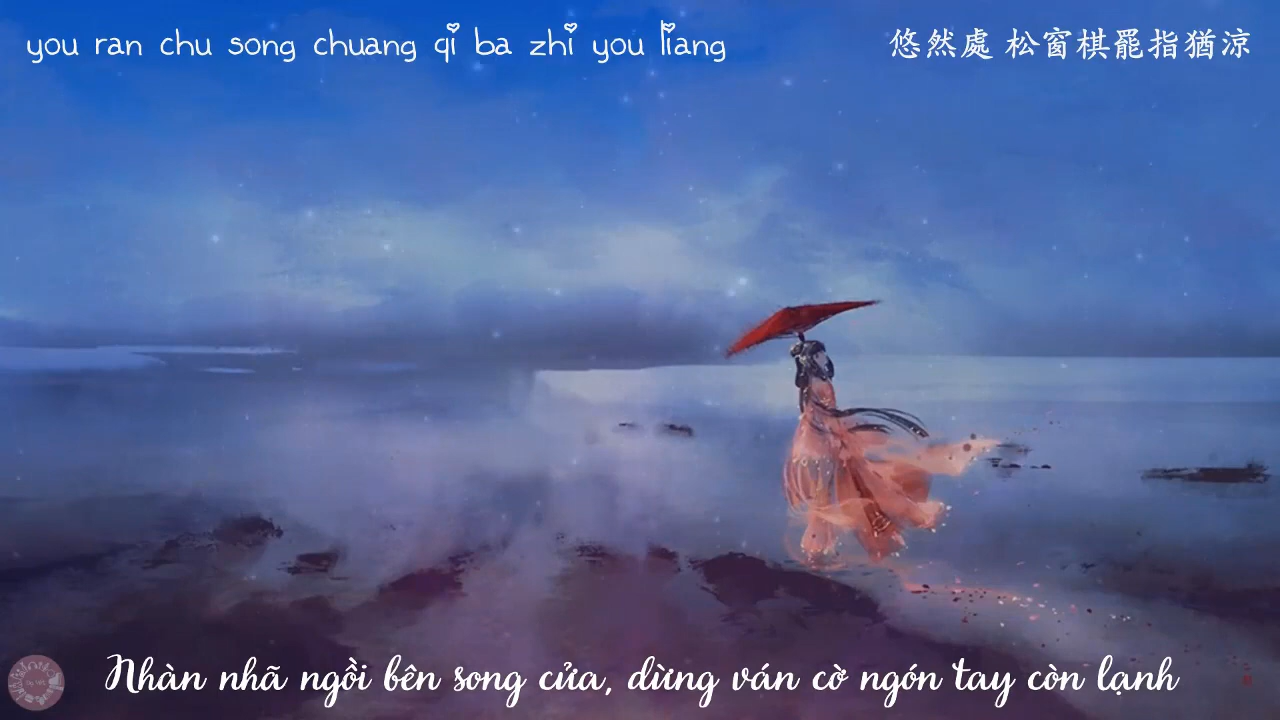 you ran chu song chuang qi ba zhi you liang
悠然處 松窗棋罷指猶涼
Nhàn nhã ngồi bên song cửa, dừng ván cờ ngón tay còn lạnh